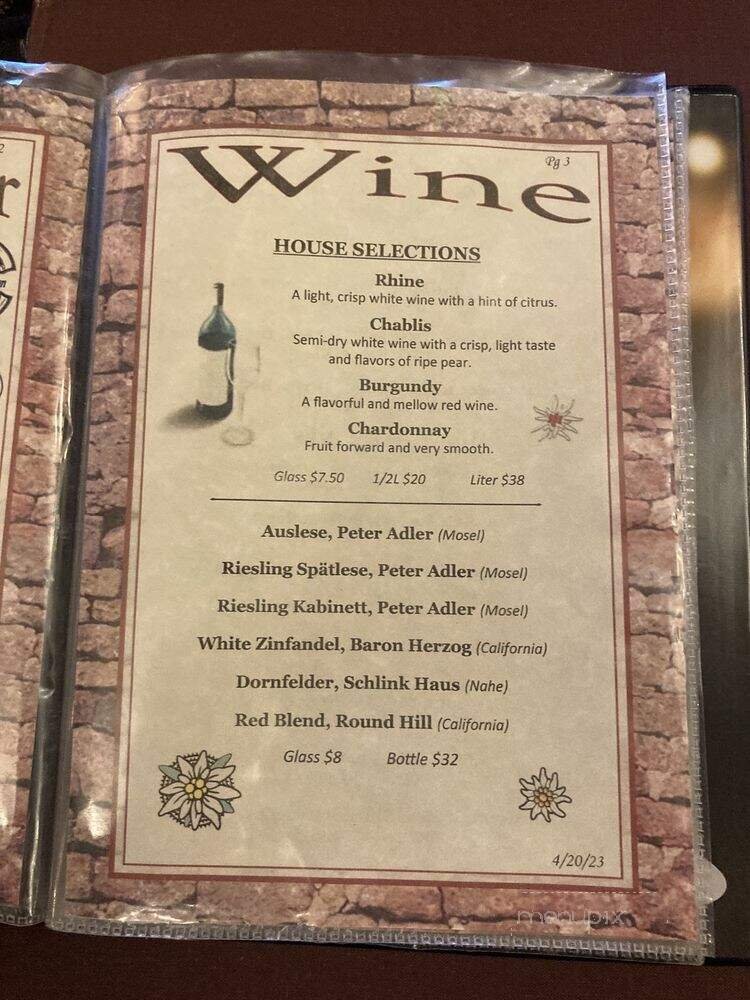 Pg 3
Wine
HOUSE SELECTIONS
Rhine
A light, crisp white wine with a hint of citrus.
Chablis
Semi-dry white wine with a crisp, light taste
and flavors of ripe pear.
Burgundy
A flavorful and mellow red wine.
Chardonnay
Fruit forward and very smooth.
Glass $7.50 1/2L $20 Liter $38
Auslese, Peter Adler (Mosel)
Riesling Spätlese, Peter Adler (Mosel)
Riesling Kabinett, Peter Adler (Mosel)
White Zinfandel, Baron Herzog (California)
Dornfelder, Schlink Haus (Nahe)
Red Blend, Round Hill (California)
Glass $8 Bottle $32
4/20/23
menupix